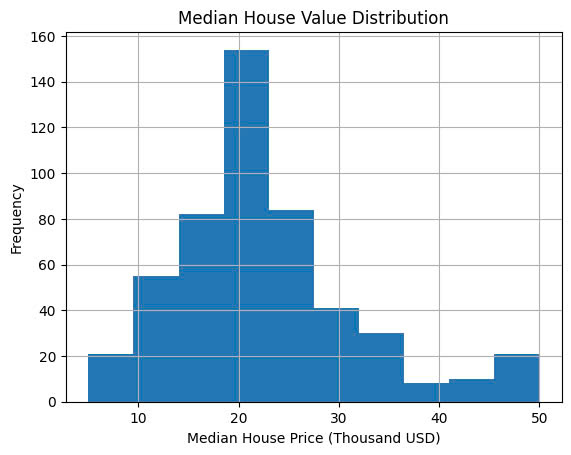 Median House Value Distribution
160
140
120
100
80
60
40
20
0
Frequency
10 20 30 40 50
Median House Price (Thousand USD)